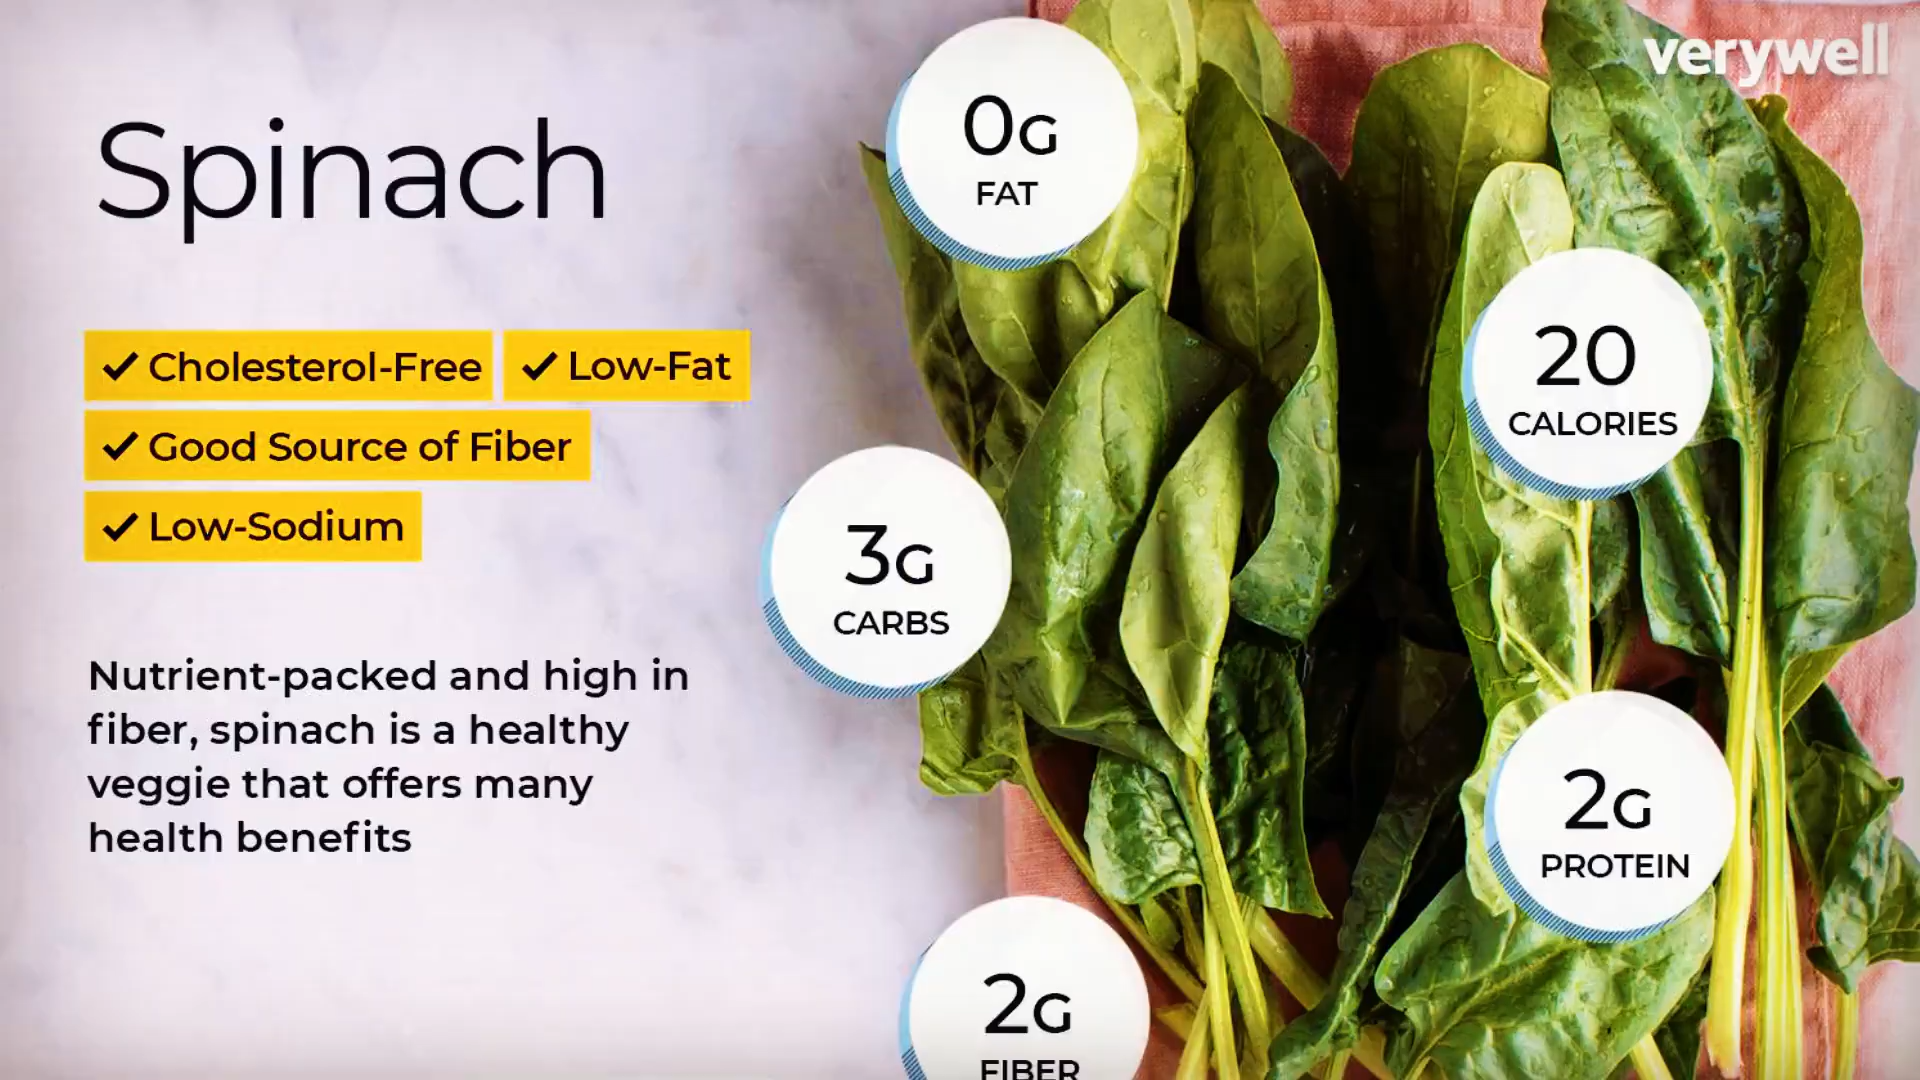 verywell
Spinach
✓ Cholesterol-Free ✓ Low-Fat
✓ Good Source of Fiber
✓ Low-Sodium
Nutrient-packed and high in
fiber, spinach is a healthy
veggie that offers many
health benefits
0G
FAT
20
CALORIES
3G
CARBS
2G
PROTEIN
2G
FIBER